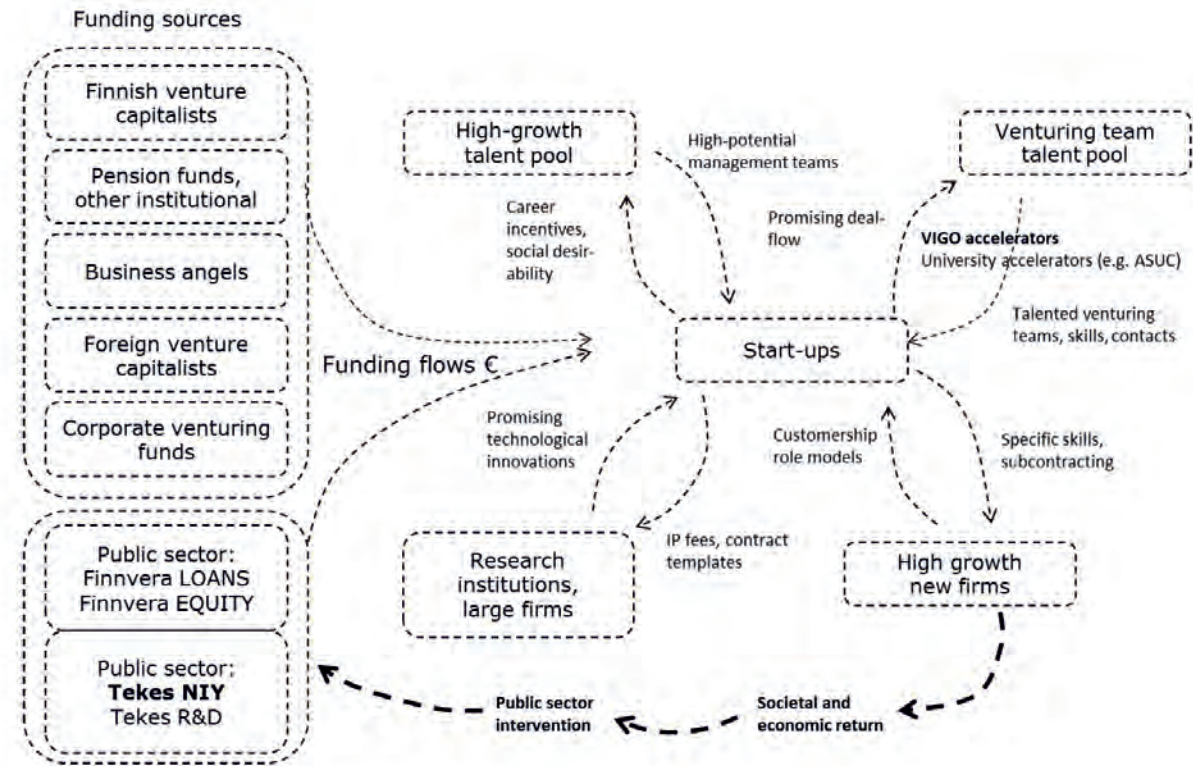 Funding sources
Finnish venture
capitalists
Pension funds,
other institutional
Business angels
Foreign venture
capitalists
Corporate venturing
funds
Public sector:
Finnvera LOANS
Finnvera EQUITY
Public sector:
Tekes NIY
Tekes R&D
Funding flows €
High-growth
talent pool
High-potential
management teams
Venturing team
talent pool
Career
incentives,
social desir-
ability
Promising deal-
flow
VIGO accelerators
University accelerators (e.g. ASUC)
Talented venturing
teams, skills, contacts
Start-ups
Promising
technological
innovations
Customership
role models
Specific skills,
subcontracting
Research
institutions,
large firms
IP fees, contract
templates
High growth
new firms
Public sector
intervention
Societal and
economic return